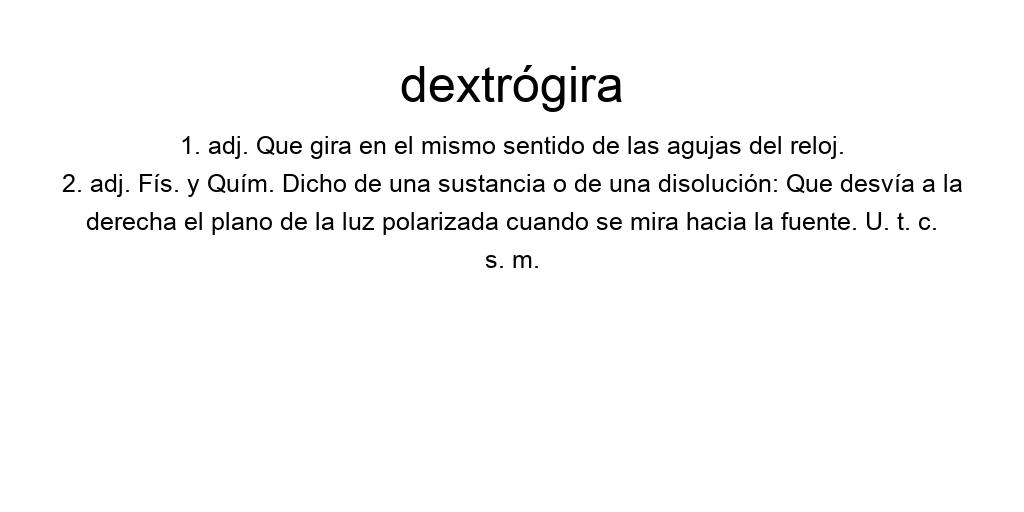 dextrógira
1. adj. Que gira en el mismo sentido de las agujas del reloj.
2. adj. Fís. y Quím. Dicho de una sustancia o de una disolución: Que desvía a la
derecha el plano de la luz polarizada cuando se mira hacia la fuente. U. t. c.
s. m.